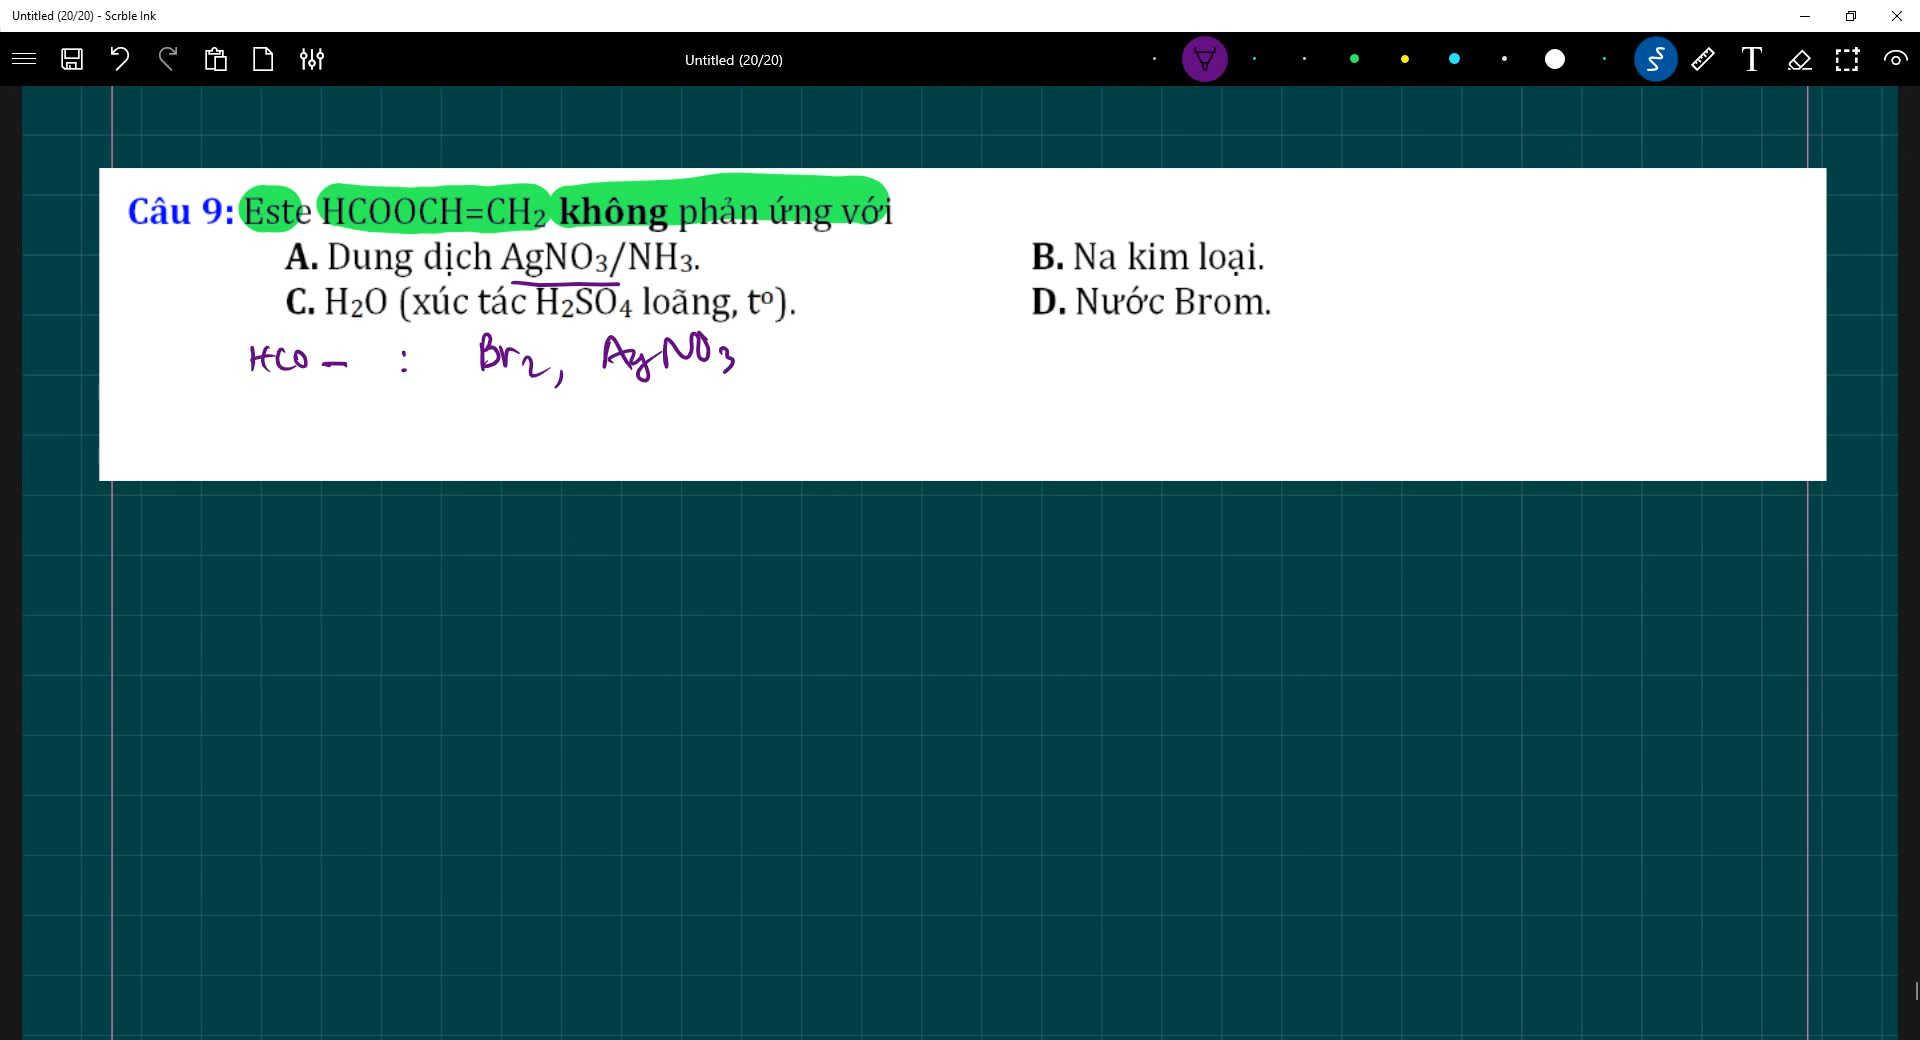 Untitled (20/20) - Scrble Ink
Untitled (20/20)
T
Câu 9: Este HCOOCH=CH₂ không phản ứng với
A. Dung dịch AgNO₃/NH₃. B. Na kim loại.
C. H₂O (xúc tác H₂SO₄ loãng, tº). D. Nước Brom.
HCO – : Br₂, AgNO₃